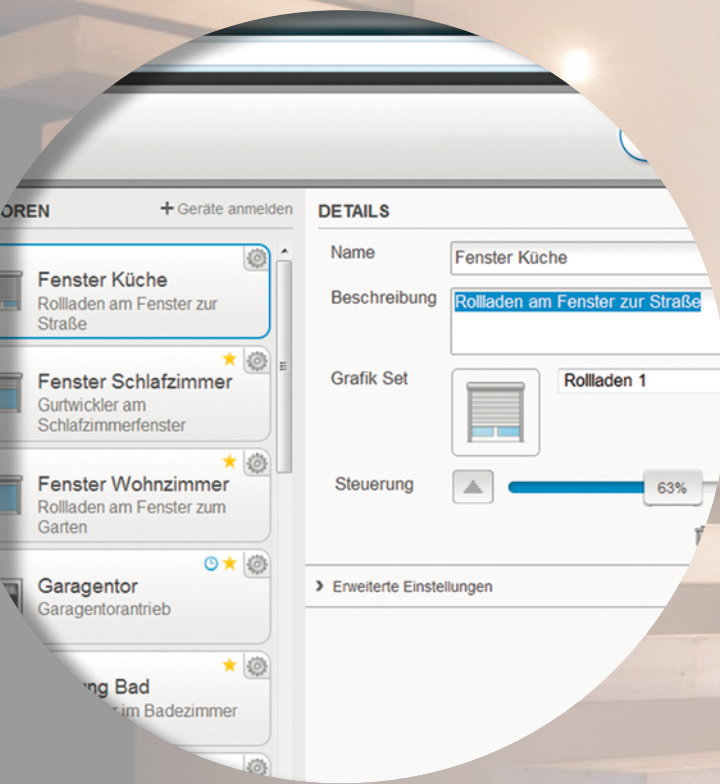 + Geräte anmelden
Fenster Küche
Rollladen am Fenster zur
Straße
Fenster Schlafzimmer
Gurtwickler am
Schlafzimmerfenster
Fenster Wohnzimmer
Rollladen am Fenster zum
Garten
Garagentor
Garagentorantrieb
Bad
im Badezimmer
DETAILS
Name
Fenster Küche
Beschreibung
Rollladen am Fenster zur Straße
Grafik Set
Rollladen 1
Steuerung
63%
Erweiterte Einstellungen